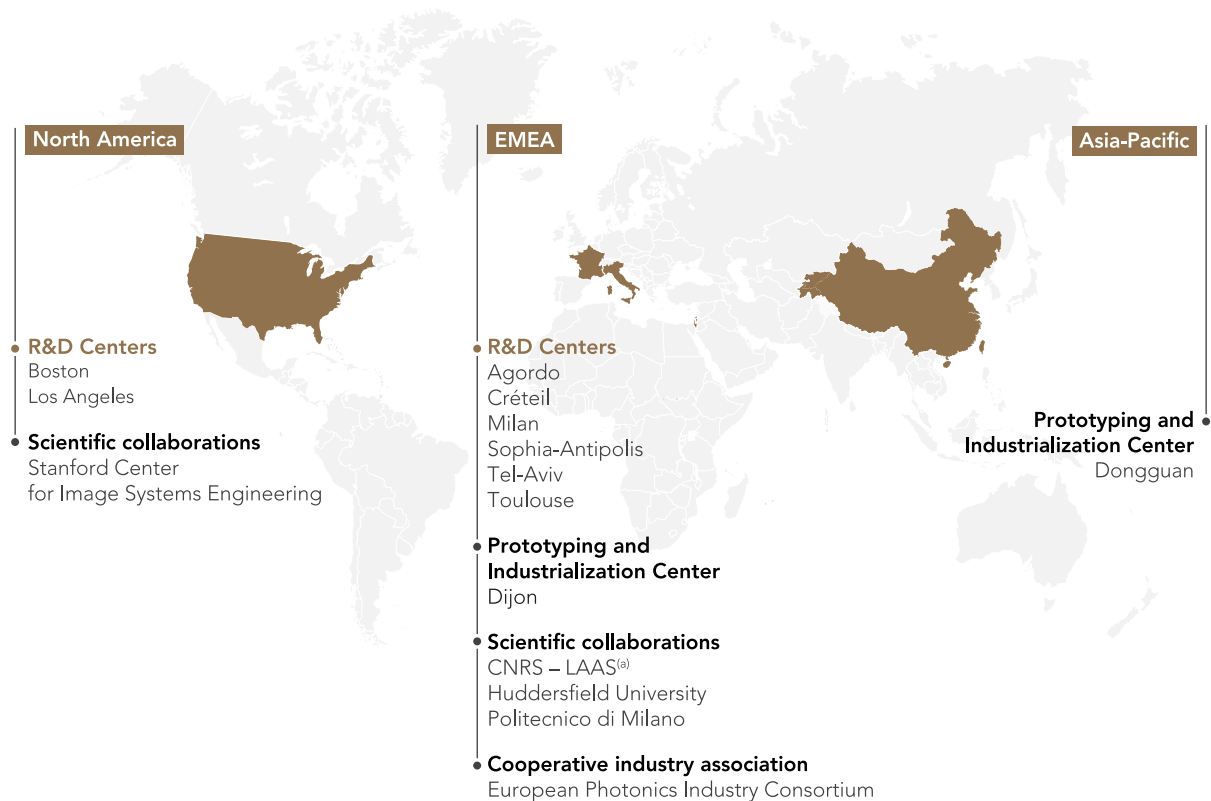 North America
R&D Centers
Boston
Los Angeles
Scientific collaborations
Stanford Center
for Image Systems Engineering
EMEA
R&D Centers
Agordo
Créteil
Milan
Sophia-Antipolis
Tel-Aviv
Toulouse
Prototyping and
Industrialization Center
Dijon
Scientific collaborations
CNRS – LAAS(a)
Huddersfield University
Politecnico di Milano
Cooperative industry association
European Photonics Industry Consortium
Asia-Pacific
Prototyping and
Industrialization Center
Dongguan